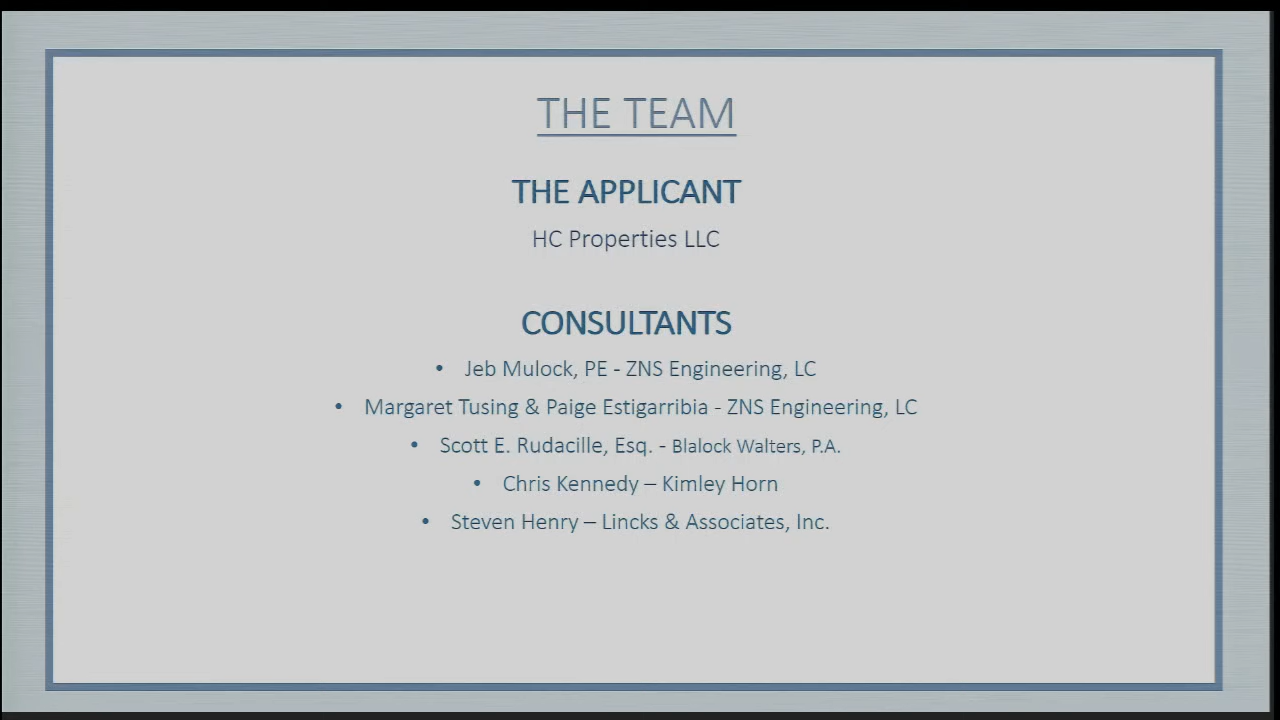 THE TEAM
THE APPLICANT
HC Properties LLC
CONSULTANTS
• Jeb Mulock, PE - ZNS Engineering, LC
• Margaret Tusing & Paige Estigarribia - ZNS Engineering, LC
• Scott E. Rudacille, Esq. - Blalock Walters, P.A.
• Chris Kennedy – Kimley Horn
• Steven Henry – Lincks & Associates, Inc.